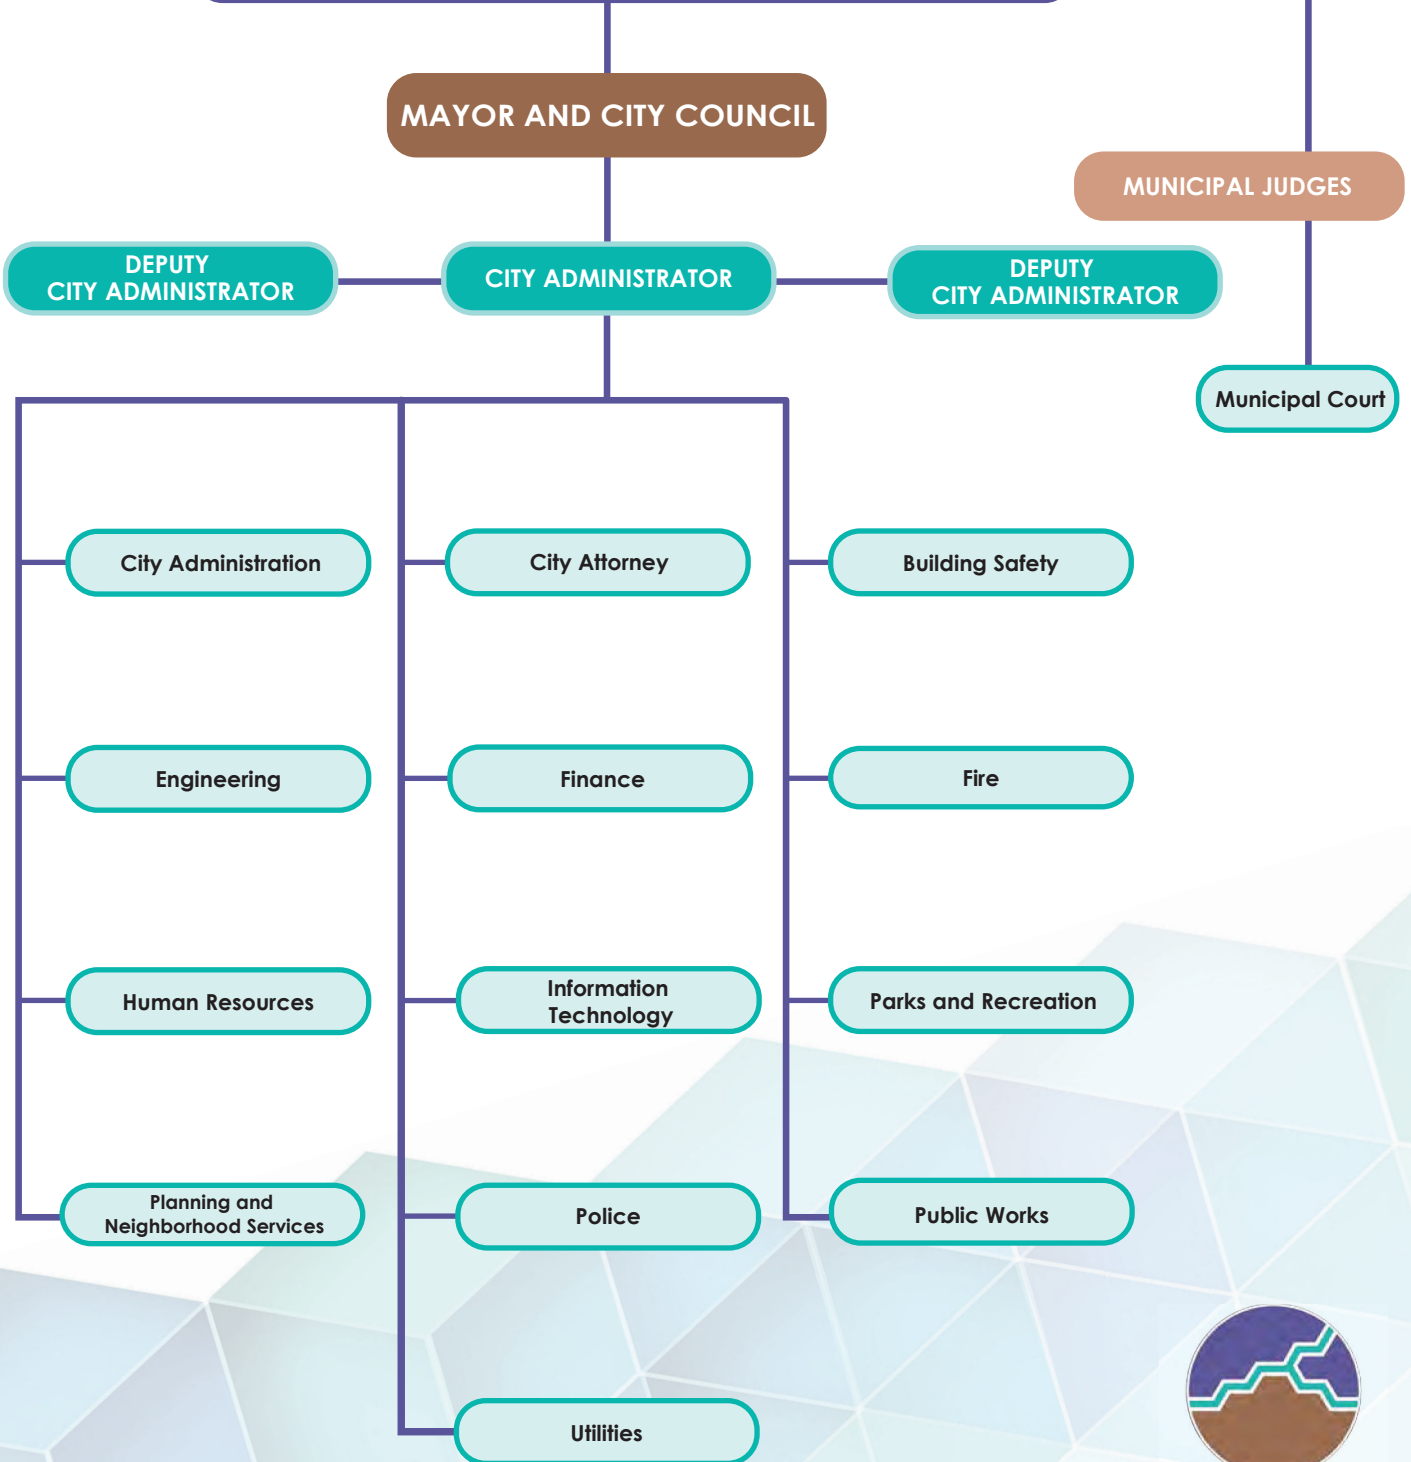 MAYOR AND CITY COUNCIL
MUNICIPAL JUDGES
DEPUTY
CITY ADMINISTRATOR
CITY ADMINISTRATOR
DEPUTY
CITY ADMINISTRATOR
Municipal Court
City Administration
City Attorney
Building Safety
Engineering
Finance
Fire
Human Resources
Information
Technology
Parks and Recreation
Planning and
Neighborhood Services
Police
Public Works
Utilities